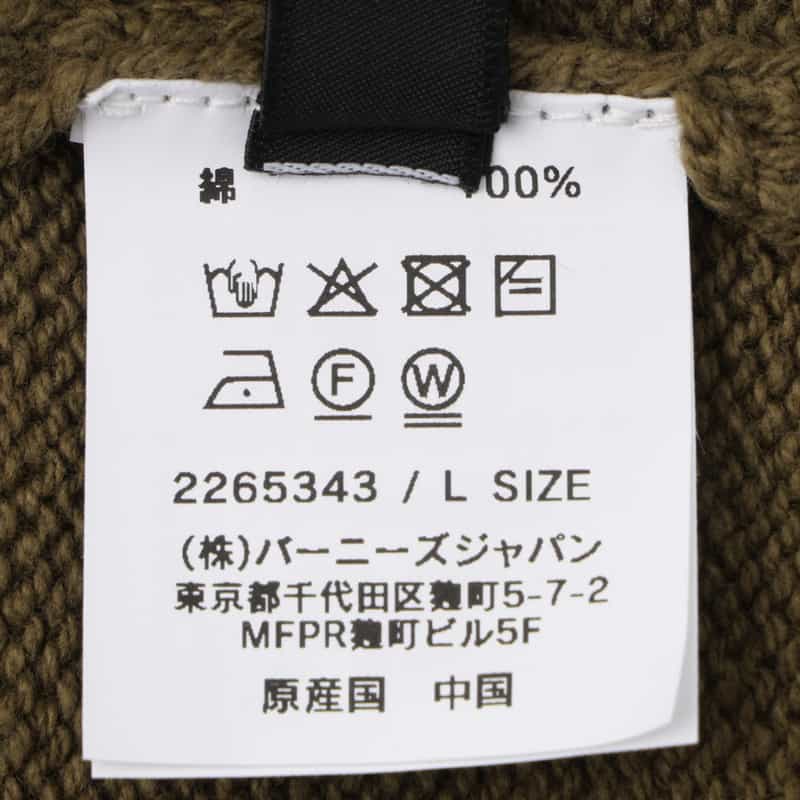 綿 100%
F W
2265343 / L SIZE
(株)バーニーズジャパン
東京都千代田区麹町5-7-2
MFPR麹町ビル5F
原産国 中国